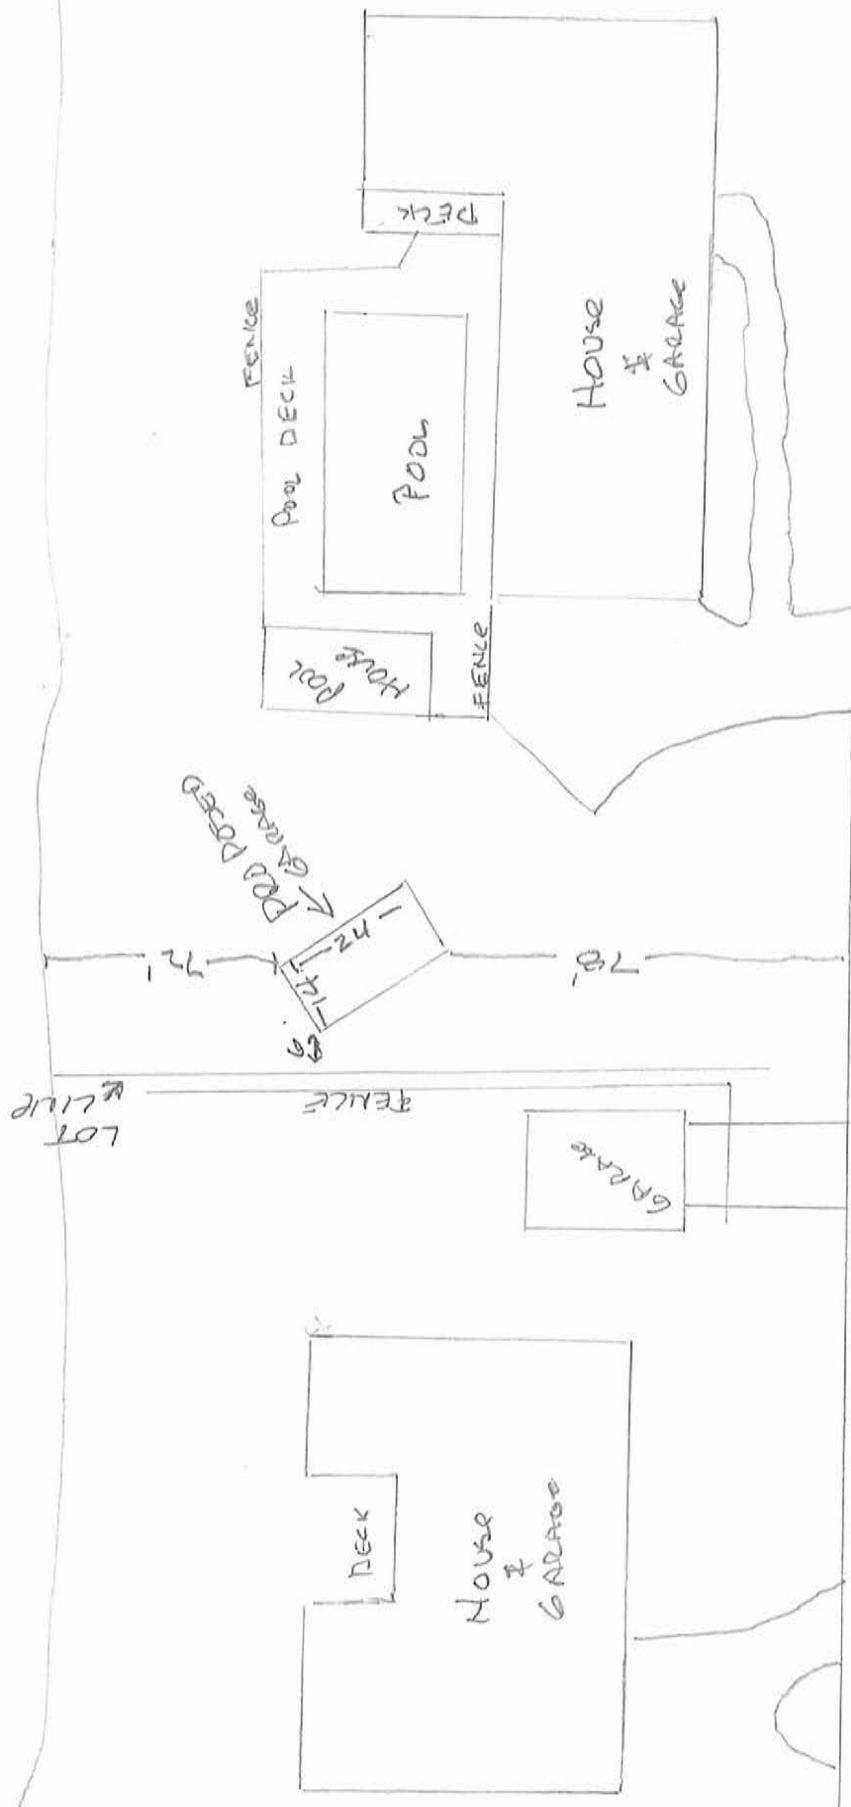 HOUSE
&
GARAGE
DECK
POOL DECK
FENCE
POOL
POOL
HOUSE
FENCE
PROPOSED
GARAGE
24
14
72'
78'
LOT
LINE
FENCE
GARAGE
DECK
HOUSE
&
GARAGE